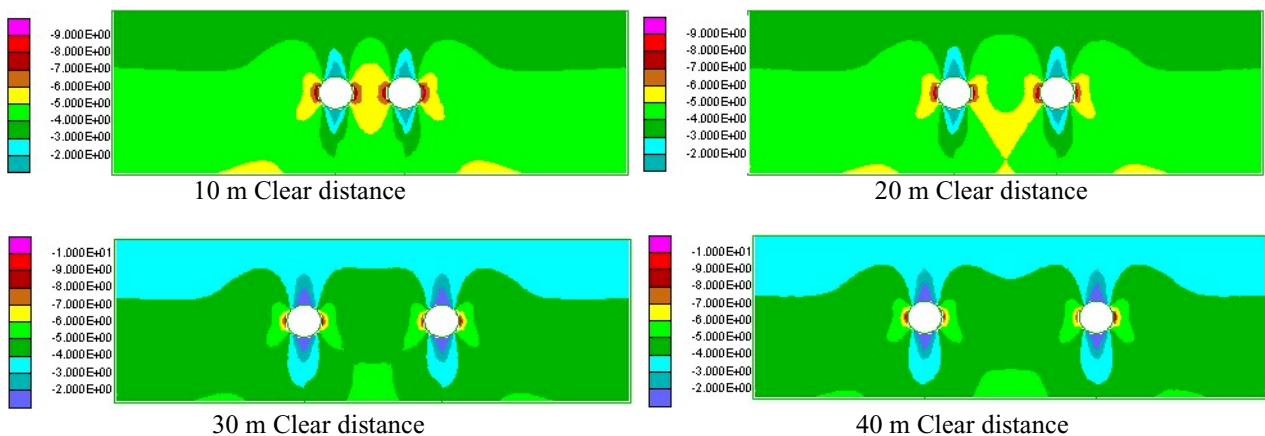 -9.000E+00
-8.000E+00
-7.000E+00
-6.000E+00
-5.000E+00
-4.000E+00
-3.000E+00
-2.000E+00
10 m Clear distance
-9.000E+00
-8.000E+00
-7.000E+00
-6.000E+00
-5.000E+00
-4.000E+00
-3.000E+00
-2.000E+00
20 m Clear distance
-1.000E+01
-9.000E+00
-8.000E+00
-7.000E+00
-6.000E+00
-5.000E+00
-4.000E+00
-3.000E+00
-2.000E+00
30 m Clear distance
-1.000E+01
-9.000E+00
-8.000E+00
-7.000E+00
-6.000E+00
-5.000E+00
-4.000E+00
-3.000E+00
-2.000E+00
40 m Clear distance